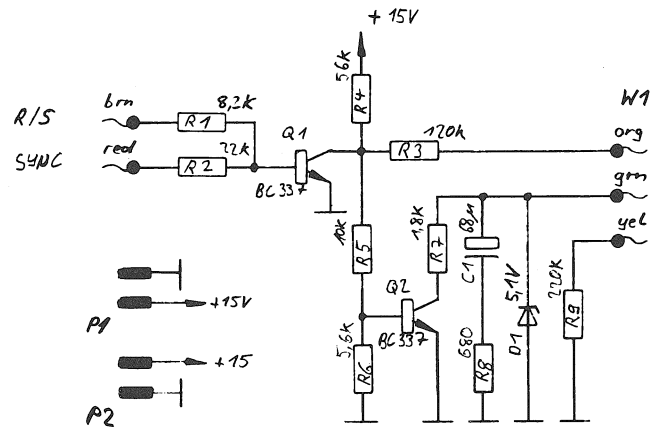 + 15V
56K
R4
brn
8,2K
R/S
R1
W1
Q1
120K
org
red
22K
SYNC
R2
R3
BC337
grn
10K
R5
1,8K
R7
68µ
C1
yel
5,1V
D1
220K
R9
Q2
+15V
P1
5,6K
R6
BC337
680
R8
+15
P2